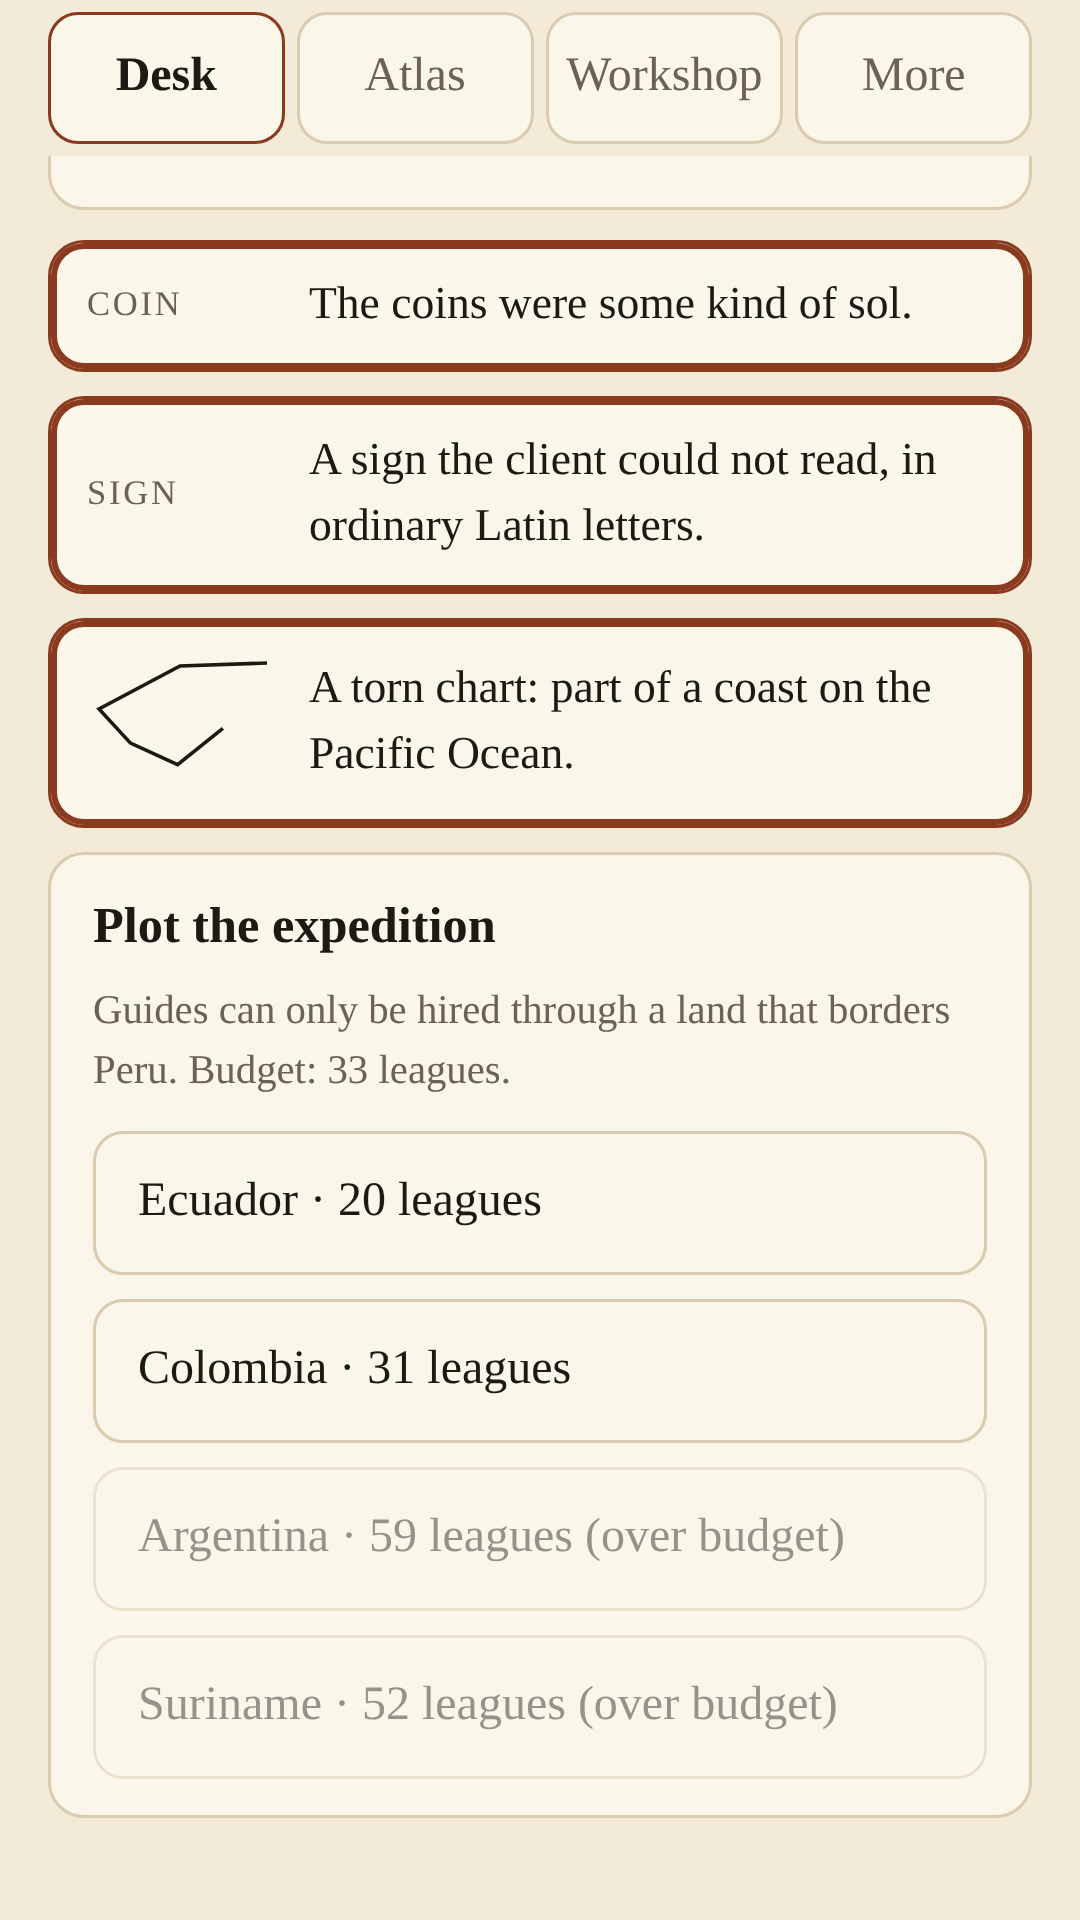 Desk
Atlas
Workshop
More
COIN
The coins were some kind of sol.
SIGN
A sign the client could not read, in
ordinary Latin letters.
A torn chart: part of a coast on the
Pacific Ocean.
Plot the expedition
Guides can only be hired through a land that borders
Peru. Budget: 33 leagues.
Ecuador · 20 leagues
Colombia · 31 leagues
Argentina · 59 leagues (over budget)
Suriname · 52 leagues (over budget)